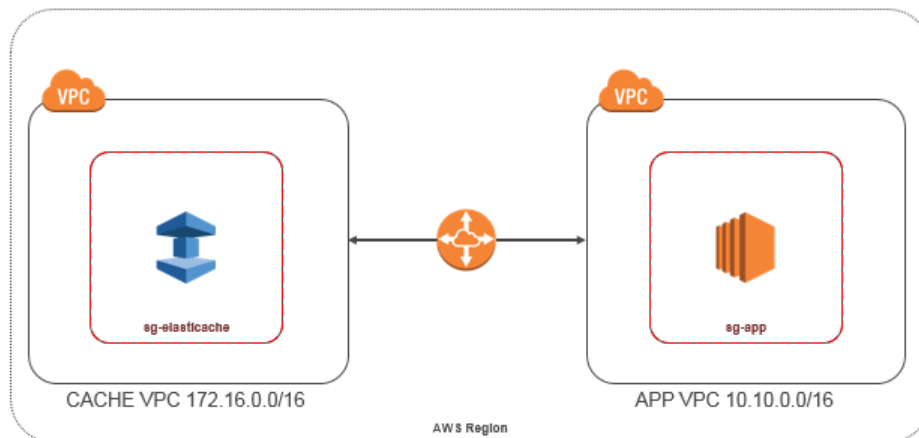 VPC
VPC
sg-elasticache
sg-app
CACHE VPC 172.16.0.0/16
APP VPC 10.10.0.0/16
AWS Region